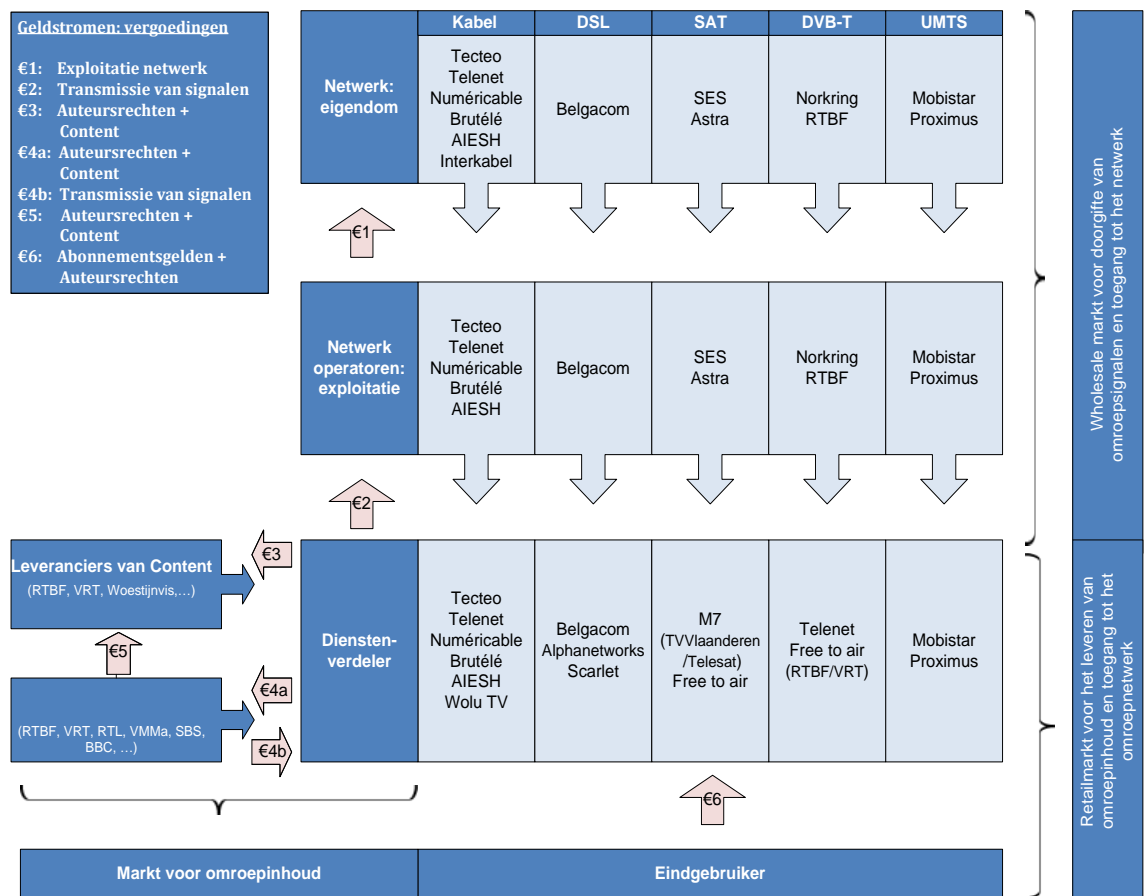 Geldstromen: vergoedingen
€1: Exploitatie netwerk
€2: Transmissie van signalen
€3: Auteursrechten +
Content
€4a: Auteursrechten +
Content
€4b: Transmissie van signalen
€5: Auteursrechten +
Content
€6: Abonnementsgelden +
Auteursrechten
Kabel
DSL
SAT
DVB-T
UMTS
Netwerk:
eigendom
Tecteo
Telenet
Numéricable
Brutélé
AIESH
Interkabel
Belgacom
SES
Astra
Norkring
RTBF
Mobistar
Proximus
€1
Netwerk
operatoren:
exploitatie
Tecteo
Telenet
Numéricable
Brutélé
AIESH
Belgacom
SES
Astra
Norkring
RTBF
Mobistar
Proximus
€2
Wholesale markt voor doorgifte van
omroepsignalen en toegang tot het netwerk
Leveranciers van Content
(RTBF, VRT, Woestijnvis,…)
€3
€5
(RTBF, VRT, RTL, VMMa, SBS,
BBC, …)
€4a
€4b
Diensten-
verdeler
Tecteo
Telenet
Numéricable
Brutélé
AIESH
Wolu TV
Belgacom
Alphanetworks
Scarlet
M7
(TVVlaanderen
/Telesat)
Free to air
Telenet
Free to air
(RTBF/VRT)
Mobistar
Proximus
€6
Retailmarkt voor het leveren van
omroepinhoud en toegang tot het
omroepnetwerk
Markt voor omroepinhoud
Eindgebruiker